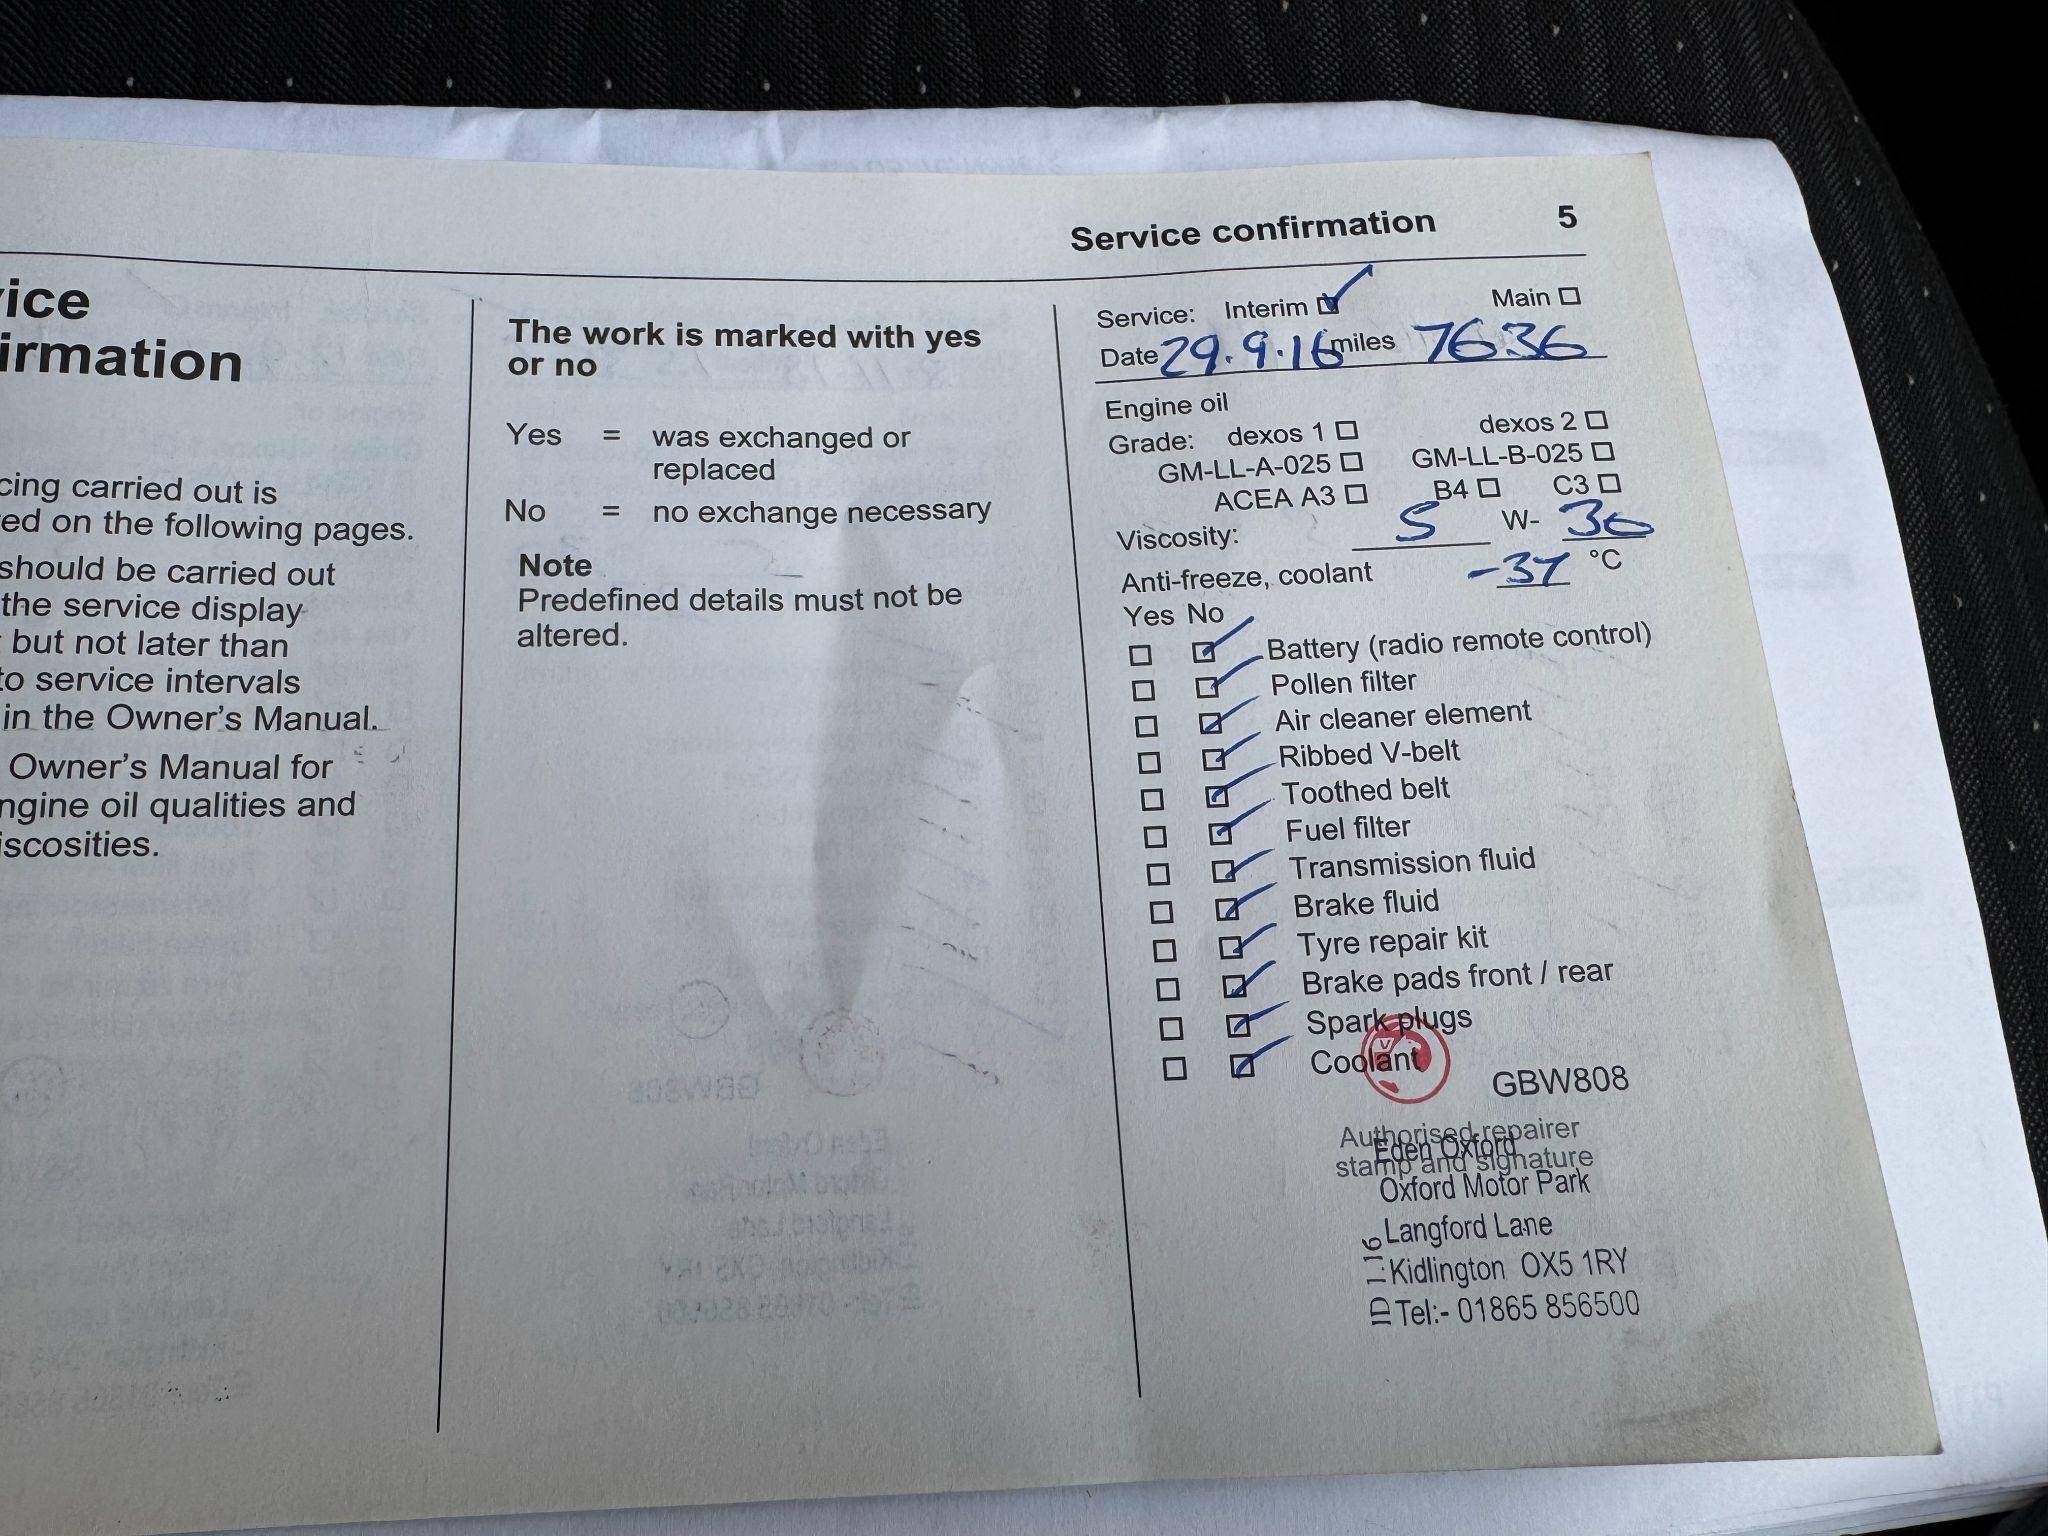 Service confirmation 5
ice
irmation
cing carried out is
ed on the following pages.
should be carried out
the service display
but not later than
to service intervals
in the Owner's Manual.
Owner's Manual for
ngine oil qualities and
iscosities.
The work is marked with yes
or no
Yes = was exchanged or
replaced
No = no exchange necessary
Note
Predefined details must not be
altered.
Service: Interim Main
Date 29.9.16 miles 7636
Engine oil
Grade: dexos 1 dexos 2
GM-LL-A-025 GM-LL-B-025
ACEA A3 B4 C3
Viscosity: 5 W- 30
Anti-freeze, coolant -37 °C
Yes No
Battery (radio remote control)
Pollen filter
Air cleaner element
Ribbed V-belt
Toothed belt
Fuel filter
Transmission fluid
Brake fluid
Tyre repair kit
Brake pads front / rear
Spark plugs
Coolant
V
GBW808
Authorised repairer
stamp and signature
Eden Oxford
Oxford Motor Park
Langford Lane
Kidlington OX5 1RY
Tel:- 01865 856500